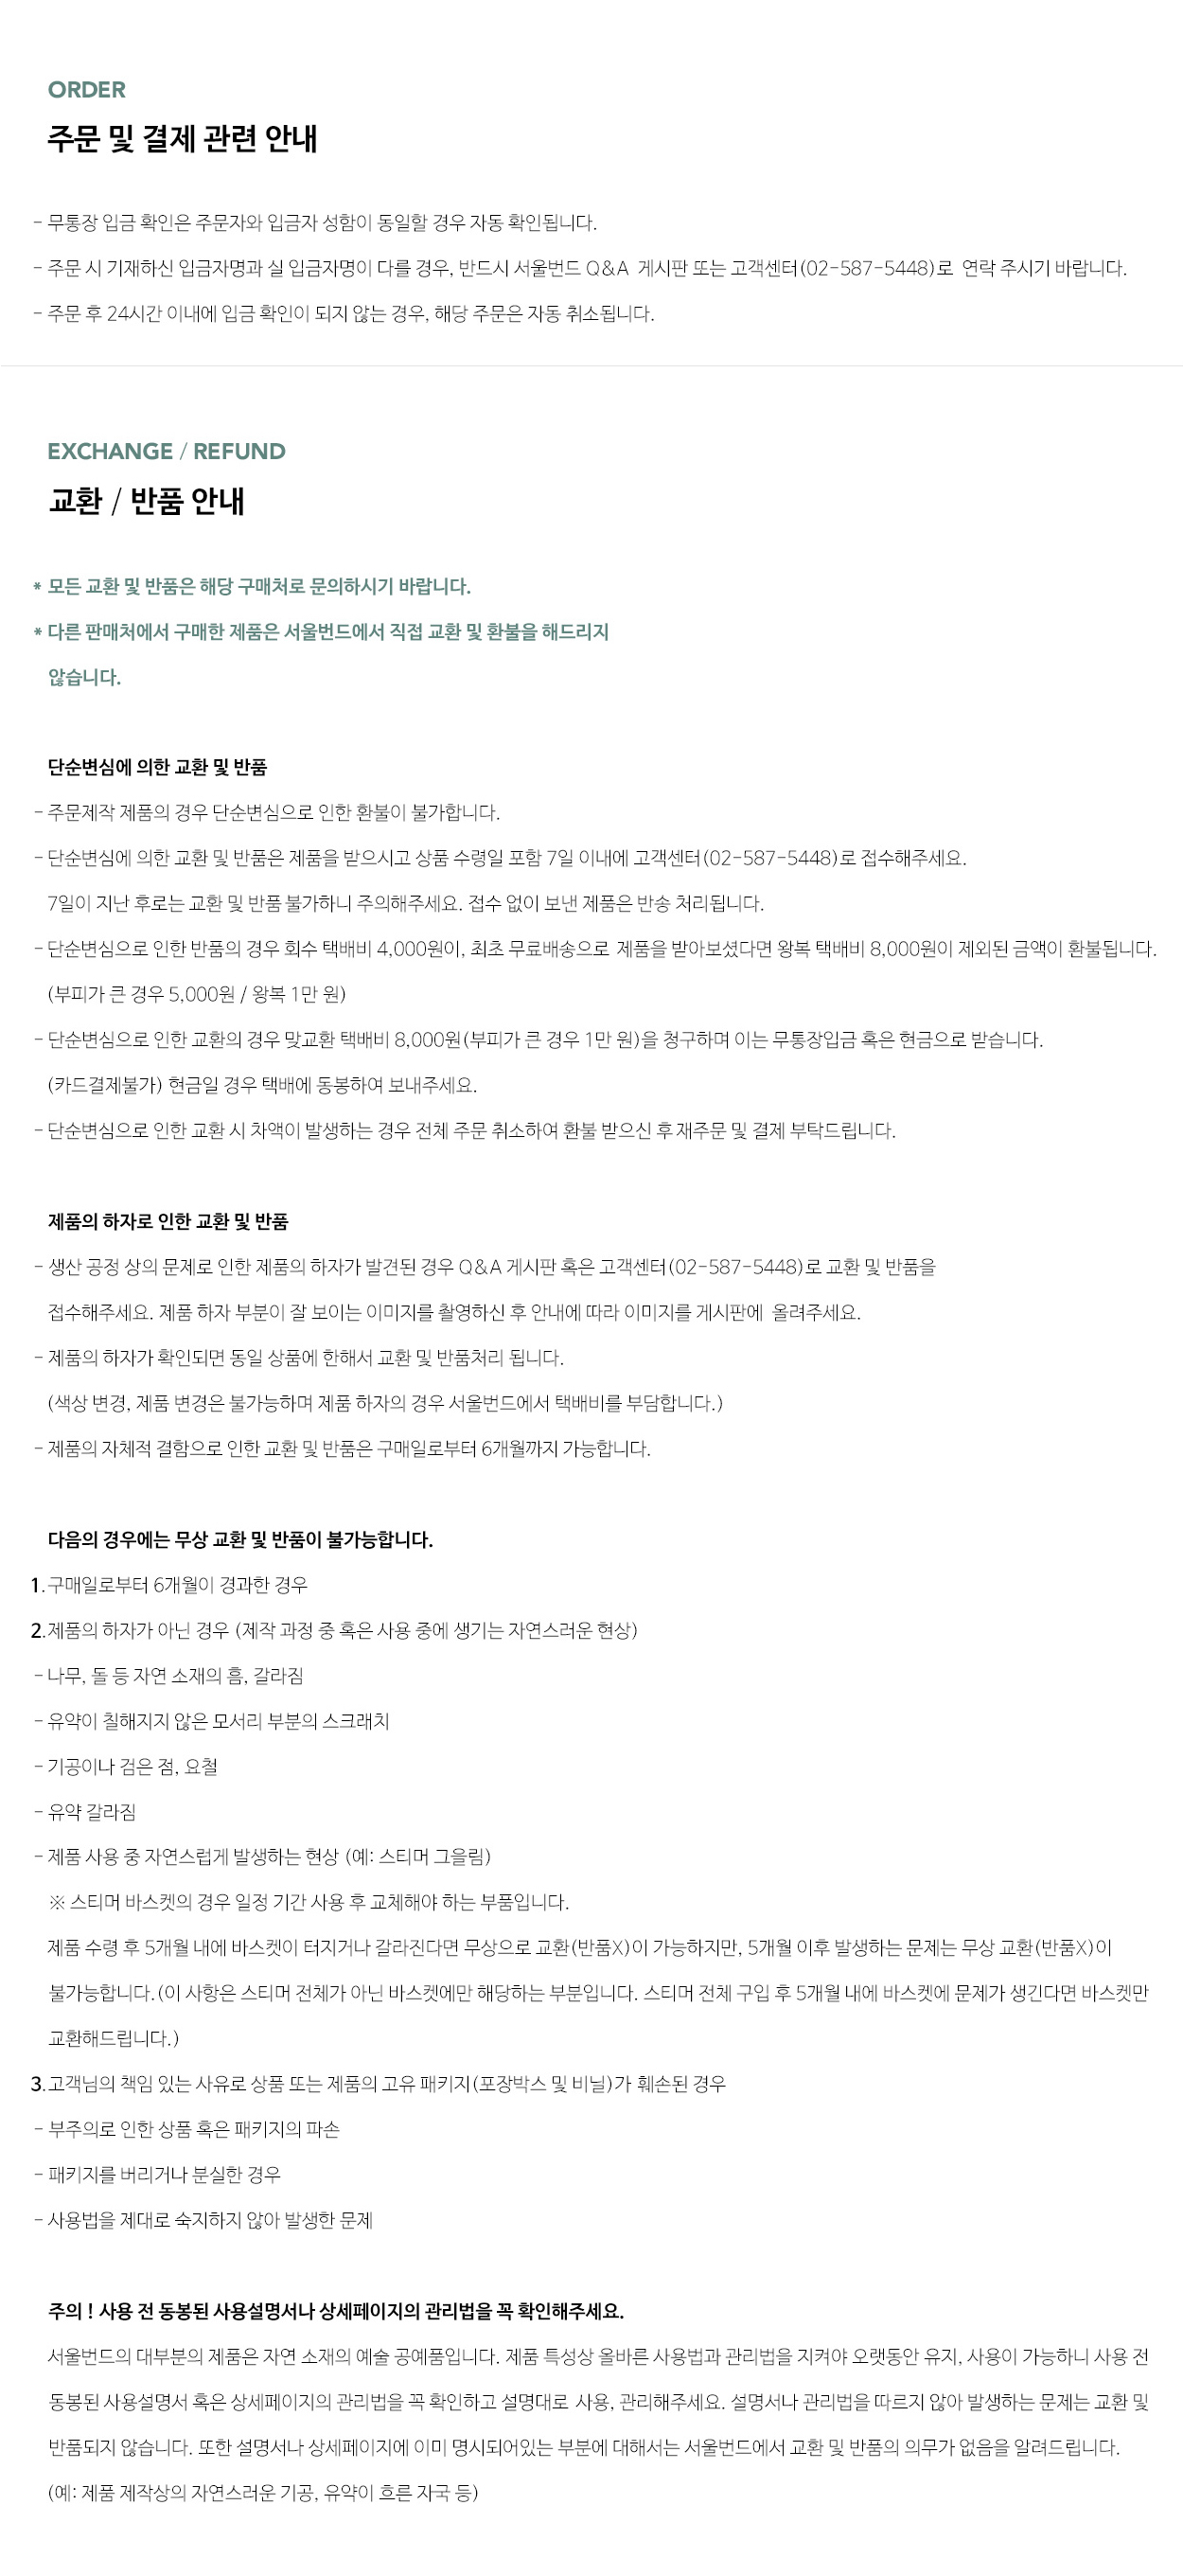 ORDER
주문 및 결제 관련 안내
- 무통장 입금 확인은 주문자와 입금자 성함이 동일할 경우 자동 확인됩니다.
- 주문 시 기재하신 입금자명과 실 입금자명이 다를 경우, 반드시 서울번드 Q&A 게시판 또는 고객센터(02-587-5448)로 연락 주시기 바랍니다.
- 주문 후 24시간 이내에 입금 확인이 되지 않는 경우, 해당 주문은 자동 취소됩니다.
EXCHANGE / REFUND
교환 / 반품 안내
* 모든 교환 및 반품은 해당 구매처로 문의하시기 바랍니다.
* 다른 판매처에서 구매한 제품은 서울번드에서 직접 교환 및 환불을 해드리지
않습니다.
단순변심에 의한 교환 및 반품
- 주문제작 제품의 경우 단순변심으로 인한 환불이 불가합니다.
- 단순변심에 의한 교환 및 반품은 제품을 받으시고 상품 수령일 포함 7일 이내에 고객센터(02-587-5448)로 접수해주세요.
7일이 지난 후로는 교환 및 반품 불가하니 주의해주세요. 접수 없이 보낸 제품은 반송 처리됩니다.
- 단순변심으로 인한 반품의 경우 회수 택배비 4,000원이, 최초 무료배송으로 제품을 받아보셨다면 왕복 택배비 8,000원이 제외된 금액이 환불됩니다.
(부피가 큰 경우 5,000원 / 왕복 1만 원)
- 단순변심으로 인한 교환의 경우 맞교환 택배비 8,000원(부피가 큰 경우 1만 원)을 청구하며 이는 무통장입금 혹은 현금으로 받습니다.
(카드결제불가) 현금일 경우 택배에 동봉하여 보내주세요.
- 단순변심으로 인한 교환 시 차액이 발생하는 경우 전체 주문 취소하여 환불 받으신 후 재주문 및 결제 부탁드립니다.
제품의 하자로 인한 교환 및 반품
- 생산 공정 상의 문제로 인한 제품의 하자가 발견된 경우 Q&A 게시판 혹은 고객센터(02-587-5448)로 교환 및 반품을
접수해주세요. 제품 하자 부분이 잘 보이는 이미지를 촬영하신 후 안내에 따라 이미지를 게시판에 올려주세요.
- 제품의 하자가 확인되면 동일 상품에 한해서 교환 및 반품처리 됩니다.
(색상 변경, 제품 변경은 불가능하며 제품 하자의 경우 서울번드에서 택배비를 부담합니다.)
- 제품의 자체적 결함으로 인한 교환 및 반품은 구매일로부터 6개월까지 가능합니다.
다음의 경우에는 무상 교환 및 반품이 불가능합니다.
1.구매일로부터 6개월이 경과한 경우
2.제품의 하자가 아닌 경우 (제작 과정 중 혹은 사용 중에 생기는 자연스러운 현상)
- 나무, 돌 등 자연 소재의 흠, 갈라짐
- 유약이 칠해지지 않은 모서리 부분의 스크래치
- 기공이나 검은 점, 요철
- 유약 갈라짐
- 제품 사용 중 자연스럽게 발생하는 현상 (예: 스티머 그을림)
※ 스티머 바스켓의 경우 일정 기간 사용 후 교체해야 하는 부품입니다.
제품 수령 후 5개월 내에 바스켓이 터지거나 갈라진다면 무상으로 교환(반품X)이 가능하지만, 5개월 이후 발생하는 문제는 무상 교환(반품X)이
불가능합니다.(이 사항은 스티머 전체가 아닌 바스켓에만 해당하는 부분입니다. 스티머 전체 구입 후 5개월 내에 바스켓에 문제가 생긴다면 바스켓만
교환해드립니다.)
3.고객님의 책임 있는 사유로 상품 또는 제품의 고유 패키지(포장박스 및 비닐)가 훼손된 경우
- 부주의로 인한 상품 혹은 패키지의 파손
- 패키지를 버리거나 분실한 경우
- 사용법을 제대로 숙지하지 않아 발생한 문제
주의 ! 사용 전 동봉된 사용설명서나 상세페이지의 관리법을 꼭 확인해주세요.
서울번드의 대부분의 제품은 자연 소재의 예술 공예품입니다. 제품 특성상 올바른 사용법과 관리법을 지켜야 오랫동안 유지, 사용이 가능하니 사용 전
동봉된 사용설명서 혹은 상세페이지의 관리법을 꼭 확인하고 설명대로 사용, 관리해주세요. 설명서나 관리법을 따르지 않아 발생하는 문제는 교환 및
반품되지 않습니다. 또한 설명서나 상세페이지에 이미 명시되어있는 부분에 대해서는 서울번드에서 교환 및 반품의 의무가 없음을 알려드립니다.
(예: 제품 제작상의 자연스러운 기공, 유약이 흐른 자국 등)